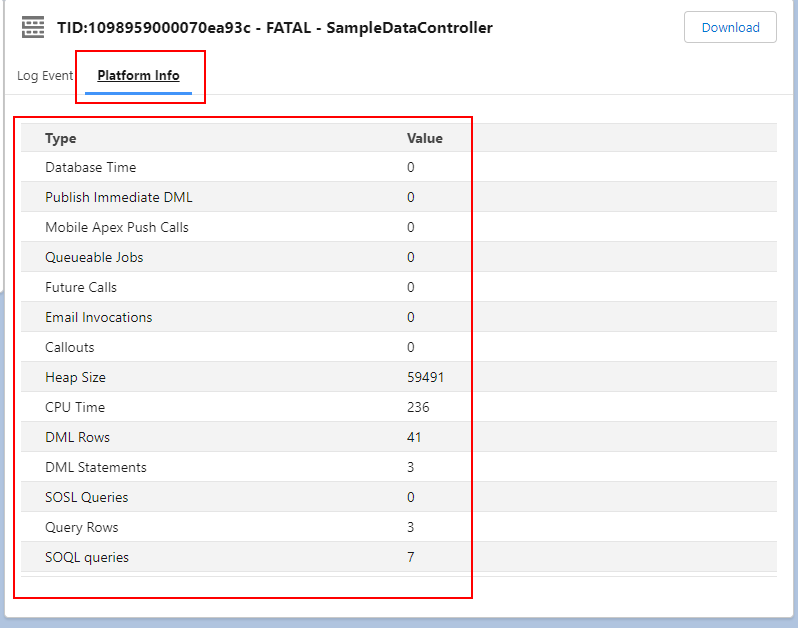 TID:1098959000070ea93c - FATAL - SampleDataController
Download
Log Event Platform Info
Type Value
Database Time 0
Publish Immediate DML 0
Mobile Apex Push Calls 0
Queueable Jobs 0
Future Calls 0
Email Invocations 0
Callouts 0
Heap Size 59491
CPU Time 236
DML Rows 41
DML Statements 3
SOSL Queries 0
Query Rows 3
SOQL queries 7